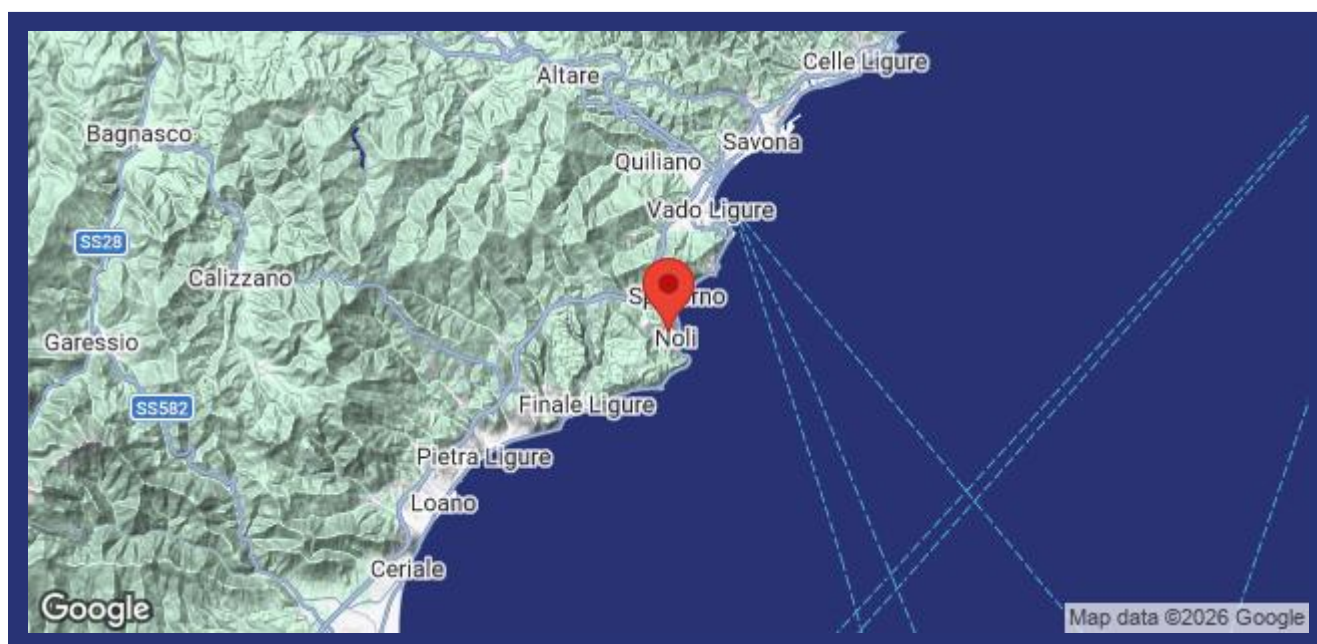 Celle Ligure
Altare
Bagnasco
Savona
Quiliano
Vado Ligure
SS28
Calizzano
Noli
Garessio
SS582
Finale Ligure
Pietra Ligure
Loano
Ceriale
Google
Map data ©2026 Google